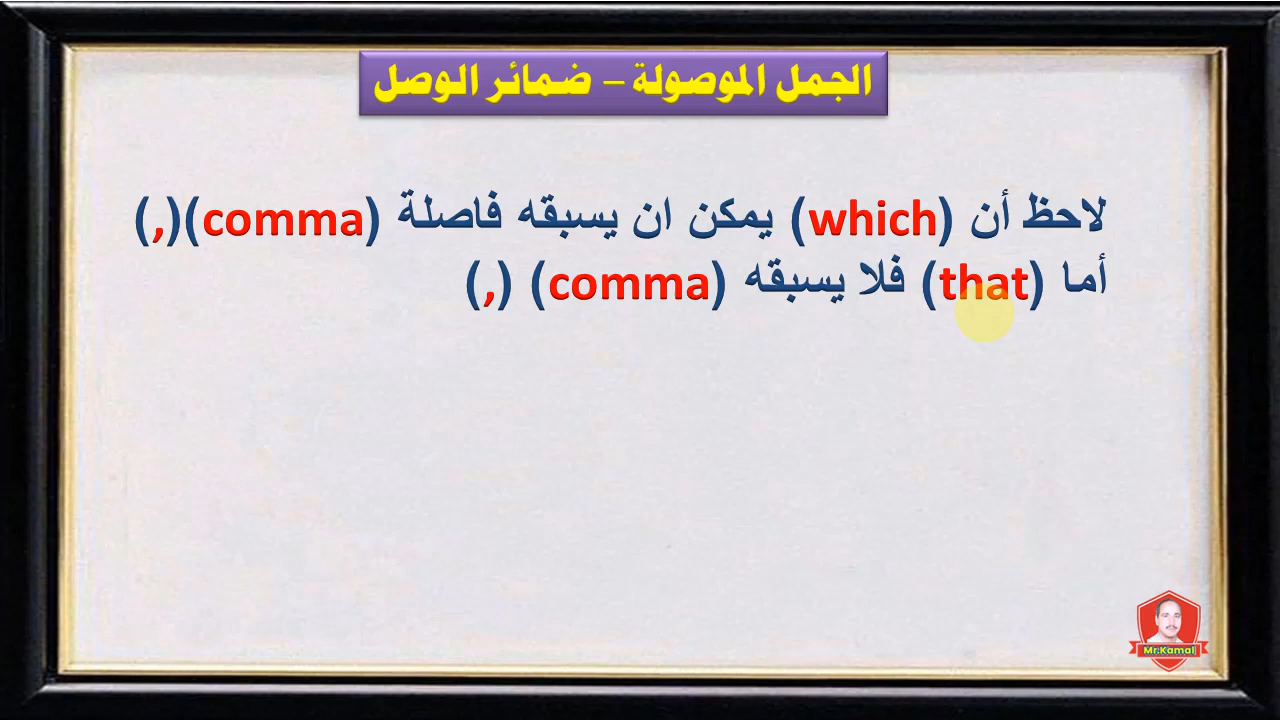 الجمل الموصولة – ضمائر الوصل
لاحظ أن (which) يمكن ان يسبقه فاصلة (comma)(,)
أما (that) فلا يسبقه (comma) (,)
Mr.Kamal